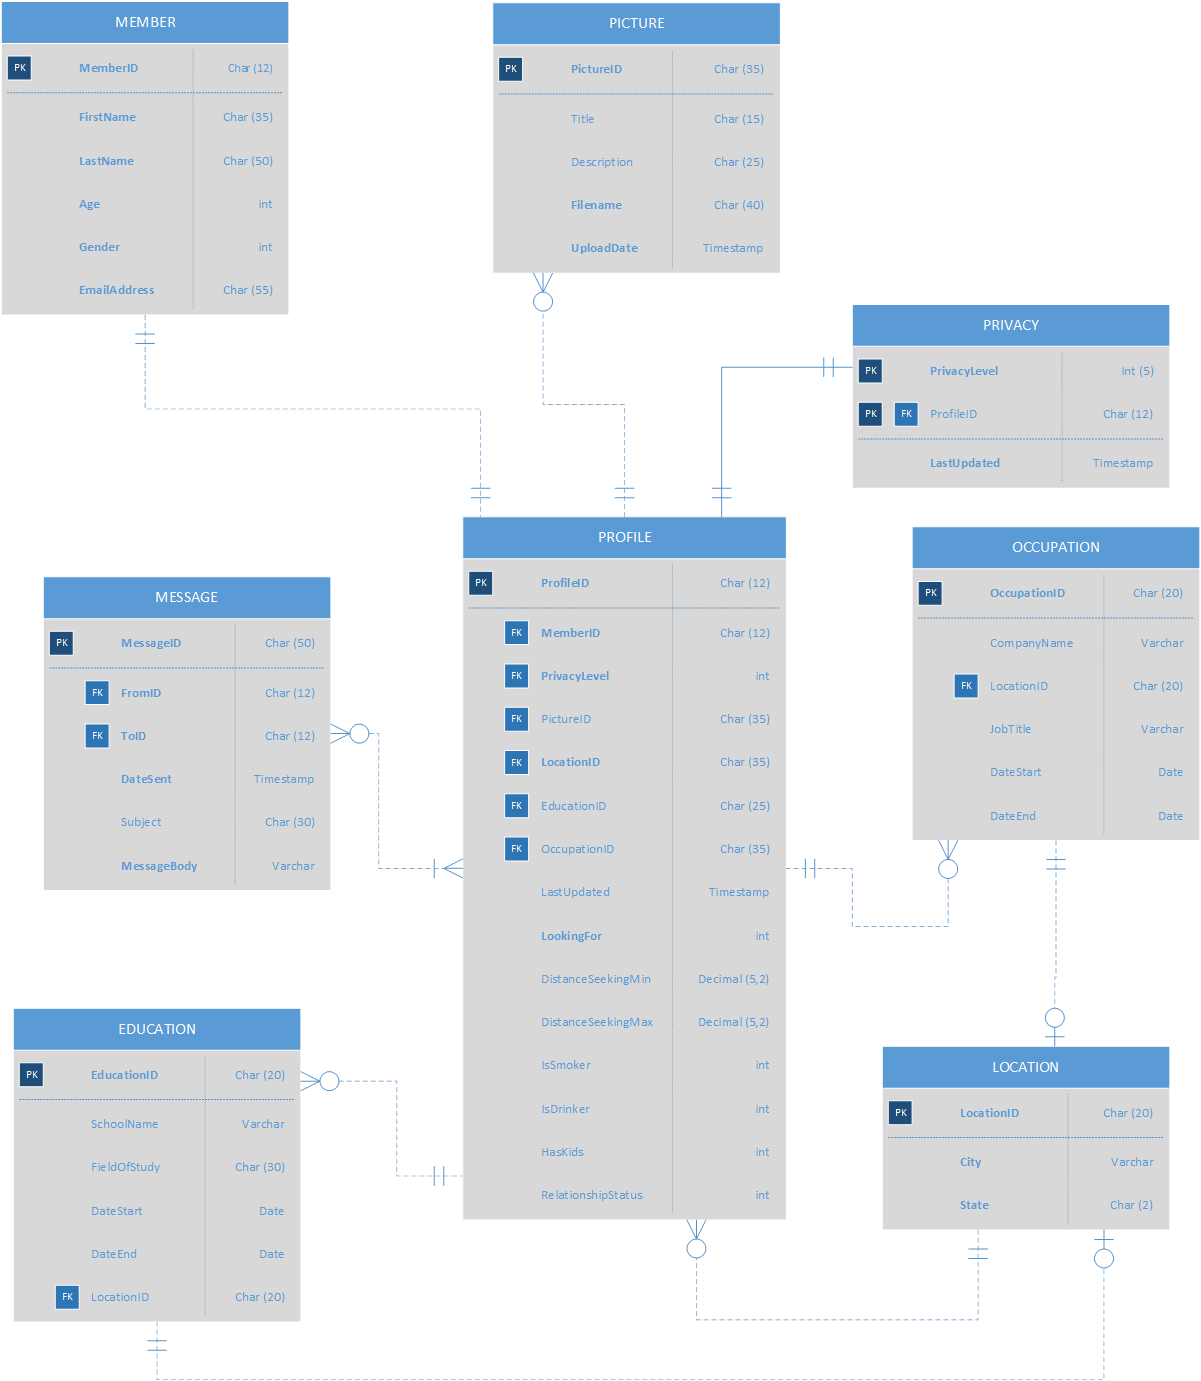 MEMBER
PK MemberID Char (12)
FirstName Char (35)
LastName Char (50)
Age int
Gender int
EmailAddress Char (55)
PICTURE
PK PictureID Char (35)
Title Char (15)
Description Char (25)
Filename Char (40)
UploadDate Timestamp
PRIVACY
PK PrivacyLevel Int (5)
PK FK ProfileID Char (12)
LastUpdated Timestamp
PROFILE
PK ProfileID Char (12)
FK MemberID Char (12)
FK PrivacyLevel int
FK PictureID Char (35)
FK LocationID Char (35)
FK EducationID Char (25)
FK OccupationID Char (35)
LastUpdated Timestamp
LookingFor int
DistanceSeekingMin Decimal (5,2)
DistanceSeekingMax Decimal (5,2)
IsSmoker int
IsDrinker int
HasKids int
RelationshipStatus int
OCCUPATION
PK OccupationID Char (20)
CompanyName Varchar
FK LocationID Char (20)
JobTitle Varchar
DateStart Date
DateEnd Date
MESSAGE
PK MessageID Char (50)
FK FromID Char (12)
FK ToID Char (12)
DateSent Timestamp
Subject Char (30)
MessageBody Varchar
EDUCATION
PK EducationID Char (20)
SchoolName Varchar
FieldOfStudy Char (30)
DateStart Date
DateEnd Date
FK LocationID Char (20)
LOCATION
PK LocationID Char (20)
City Varchar
State Char (2)